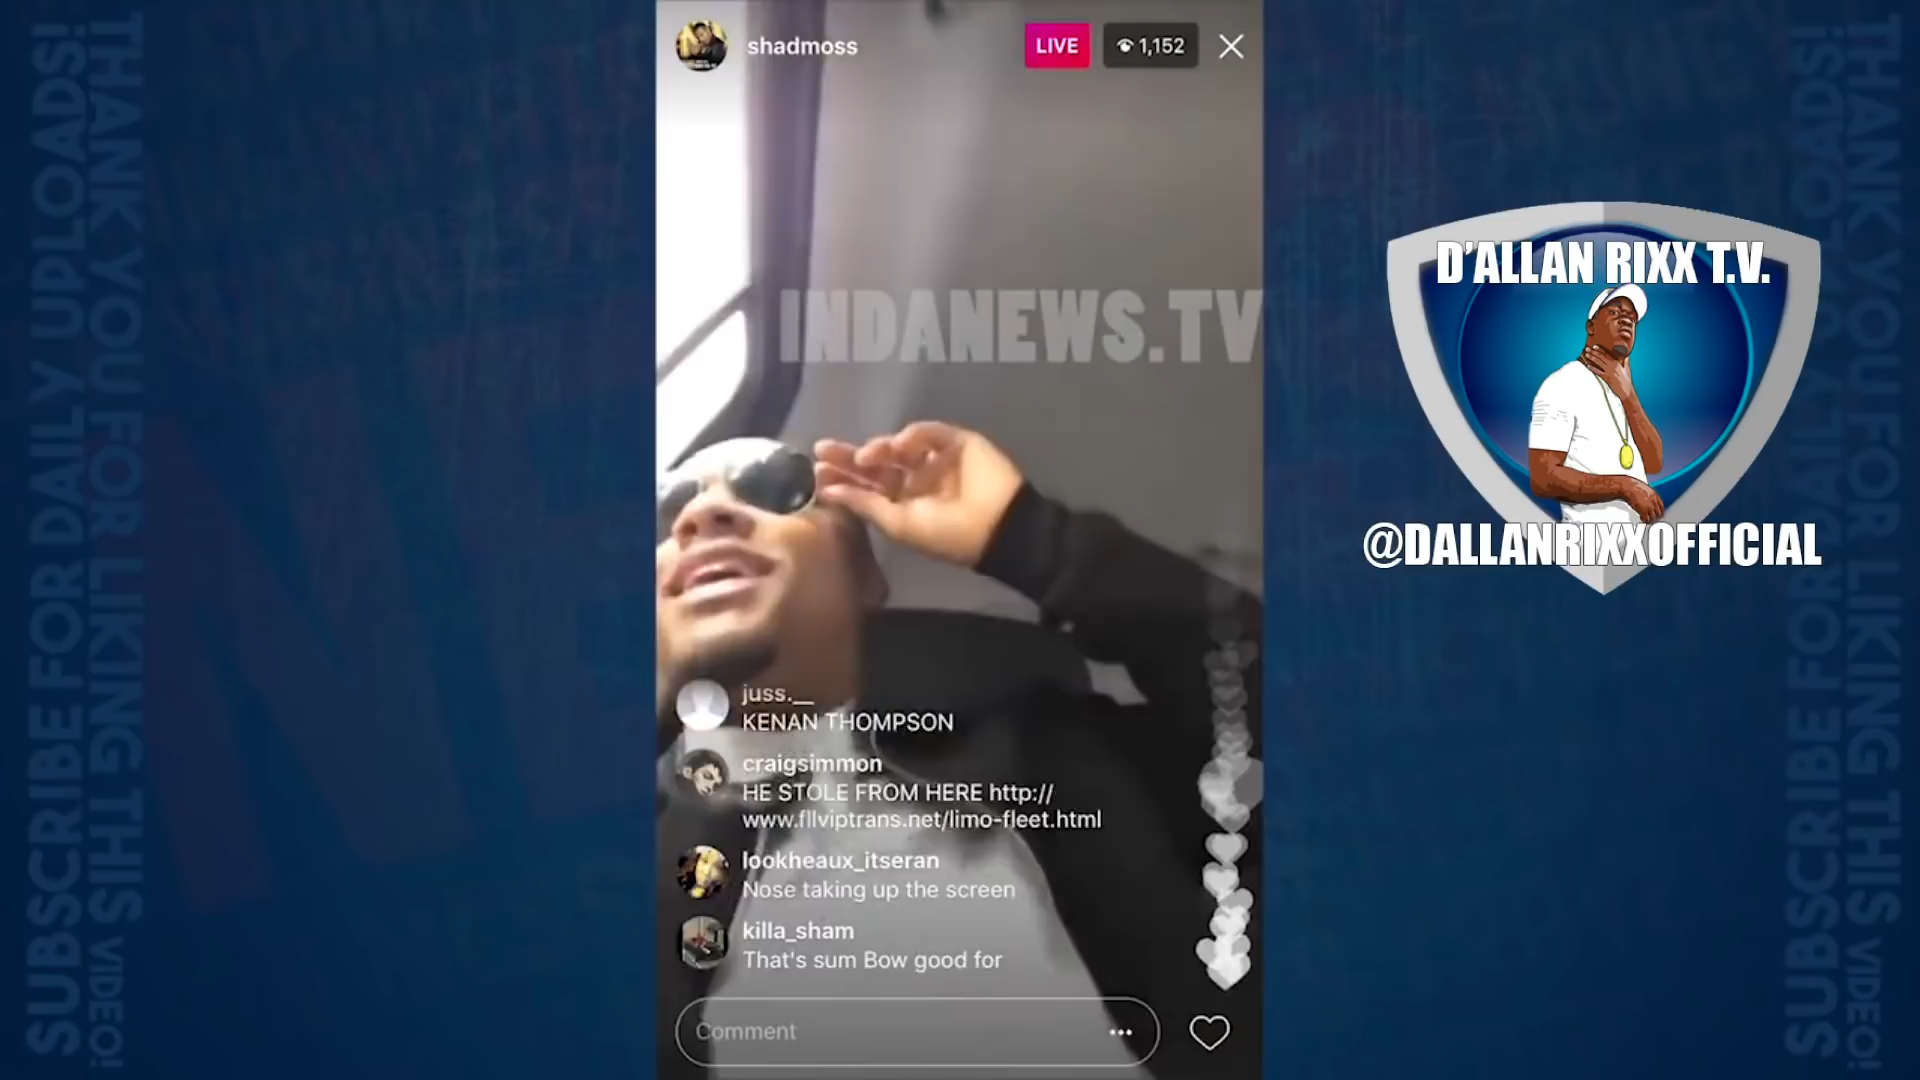 shadmoss
LIVE
1,152
INDANEWS.TV
juss.__
KENAN THOMPSON
craigsimmon
HE STOLE FROM HERE http://
www.fllviptrans.net/limo-fleet.html
lookheaux_itseran
Nose taking up the screen
killa_sham
That's sum Bow good for
Comment
D'ALLAN RIXX T.V.
@DALLANRIXXOFFICIAL
SUBSCRIBE FOR DAILY UPLOADS!
THANK YOU FOR LIKING THIS VIDEO!
SUBSCRIBE FOR DAILY UPLOADS!
THANK YOU FOR LIKING THIS VIDEO!